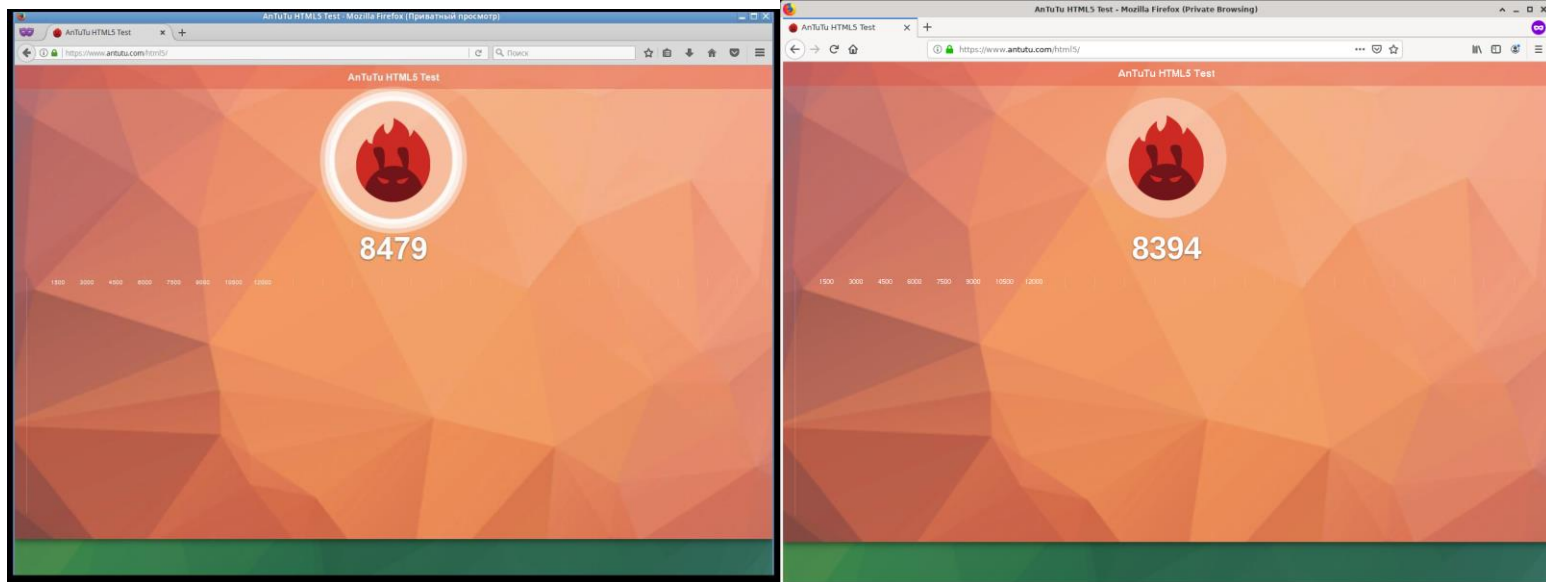 AnTuTu HTML5 Test - Mozilla Firefox (Приватный просмотр)
AnTuTu HTML5 Test
https://www.antutu.com/html5/
Поиск
AnTuTu HTML5 Test
8479
1500 3000 4500 6000 7500 9000 10500 12000
AnTuTu HTML5 Test - Mozilla Firefox (Private Browsing)
AnTuTu HTML5 Test
https://www.antutu.com/html5/
AnTuTu HTML5 Test
8394
1500 3000 4500 6000 7500 9000 10500 12000